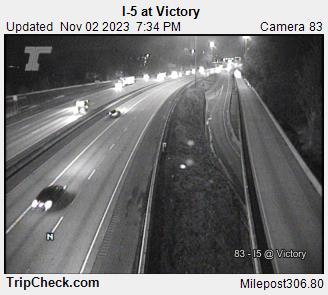 I-5 at Victory
Updated Nov 02 2023 7:34 PM Camera 83
T
N
83 - I5 @ Victory
TripCheck.com Milepost306.80